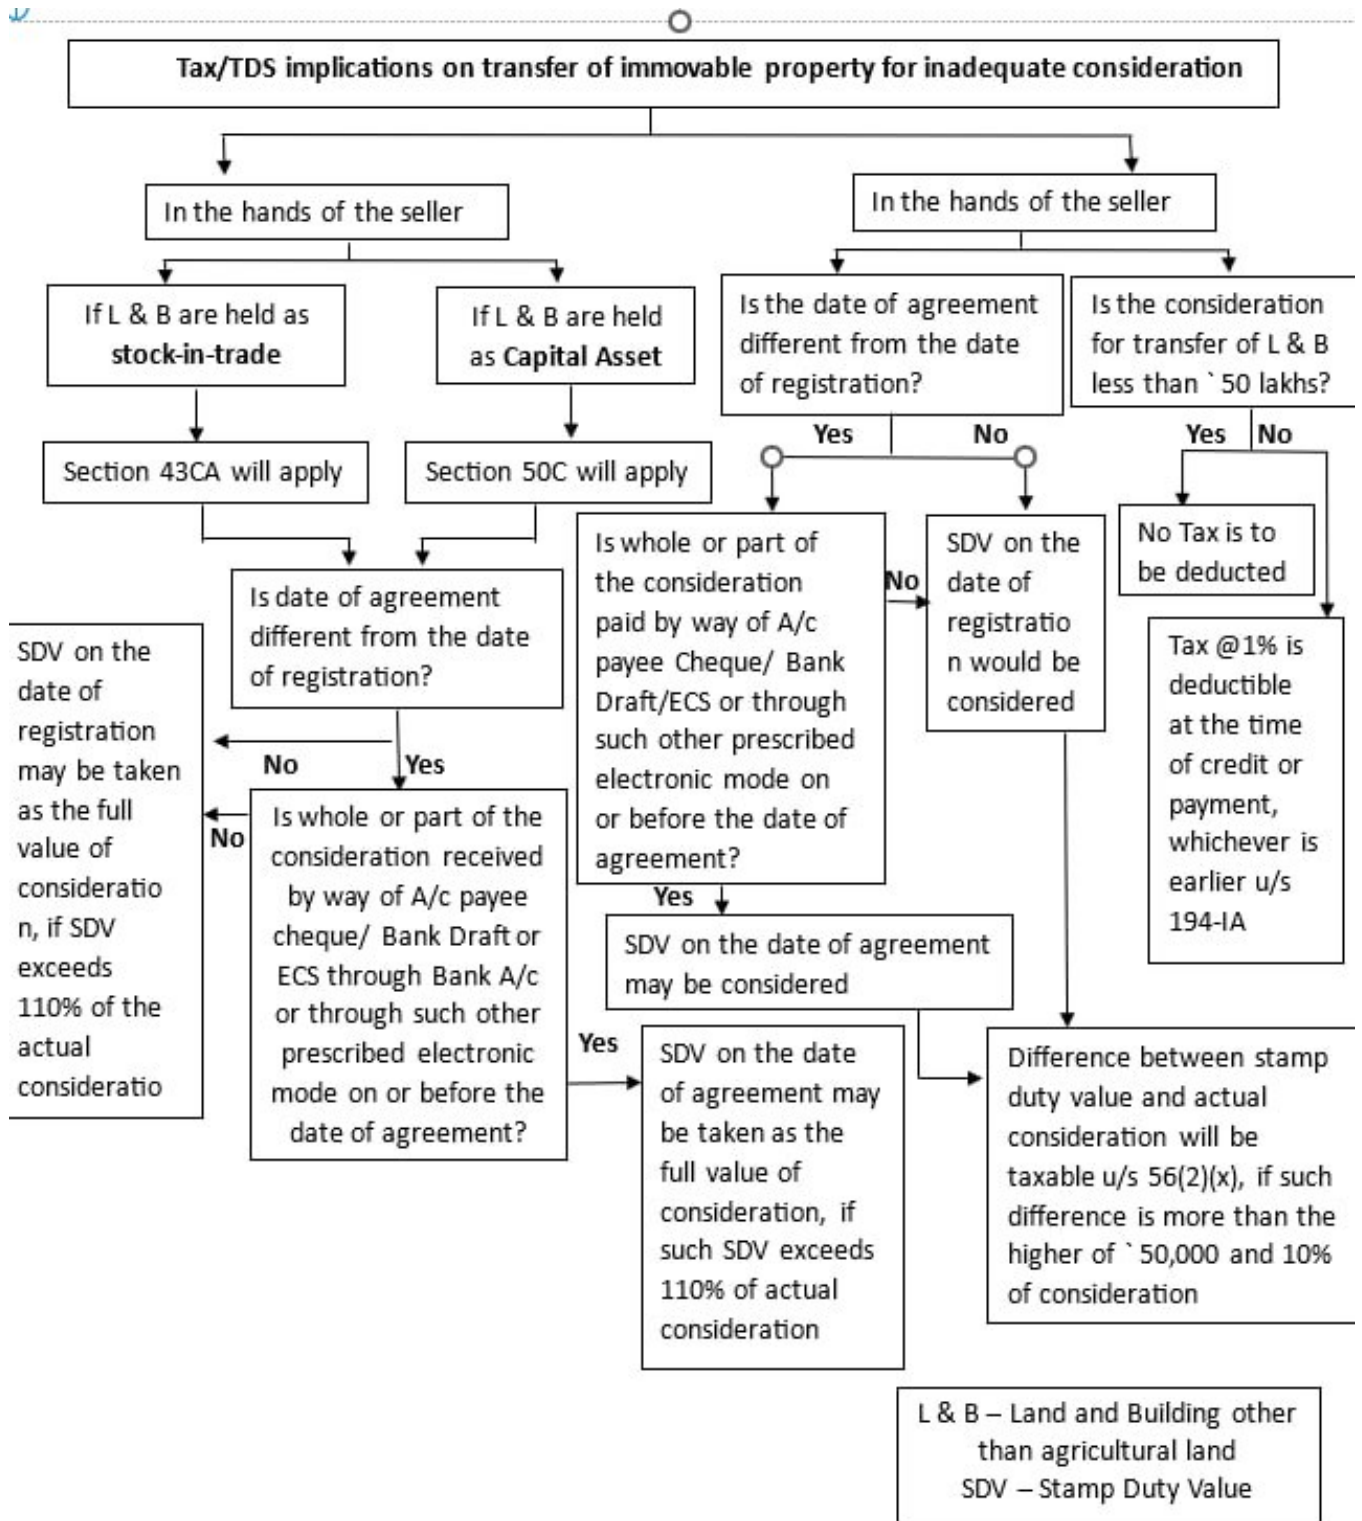 Tax/TDS implications on transfer of immovable property for inadequate consideration
In the hands of the seller
In the hands of the seller
If L & B are held as
stock-in-trade
If L & B are held
as Capital Asset
Is the date of agreement
different from the date
of registration?
Is the consideration
for transfer of L & B
less than ` 50 lakhs?
Yes
No
Yes
No
Section 43CA will apply
Section 50C will apply
Is whole or part of
the consideration
paid by way of A/c
payee Cheque/ Bank
Draft/ECS or through
such other prescribed
electronic mode on
or before the date of
agreement?
No
SDV on the
date of
registratio
n would be
considered
No Tax is to
be deducted
Tax @1% is
deductible
at the time
of credit or
payment,
whichever is
earlier u/s
194-IA
Is date of agreement
different from the date
of registration?
SDV on the
date of
registration
may be taken
as the full
value of
consideratio
n, if SDV
exceeds
110% of the
actual
consideratio
No
Yes
No
Is whole or part of the
consideration received
by way of A/c payee
cheque/ Bank Draft or
ECS through Bank A/c
or through such other
prescribed electronic
mode on or before the
date of agreement?
Yes
SDV on the date of agreement
may be considered
Yes
SDV on the date
of agreement may
be taken as the
full value of
consideration, if
such SDV exceeds
110% of actual
consideration
Difference between stamp
duty value and actual
consideration will be
taxable u/s 56(2)(x), if such
difference is more than the
higher of ` 50,000 and 10%
of consideration
L & B – Land and Building other
than agricultural land
SDV – Stamp Duty Value